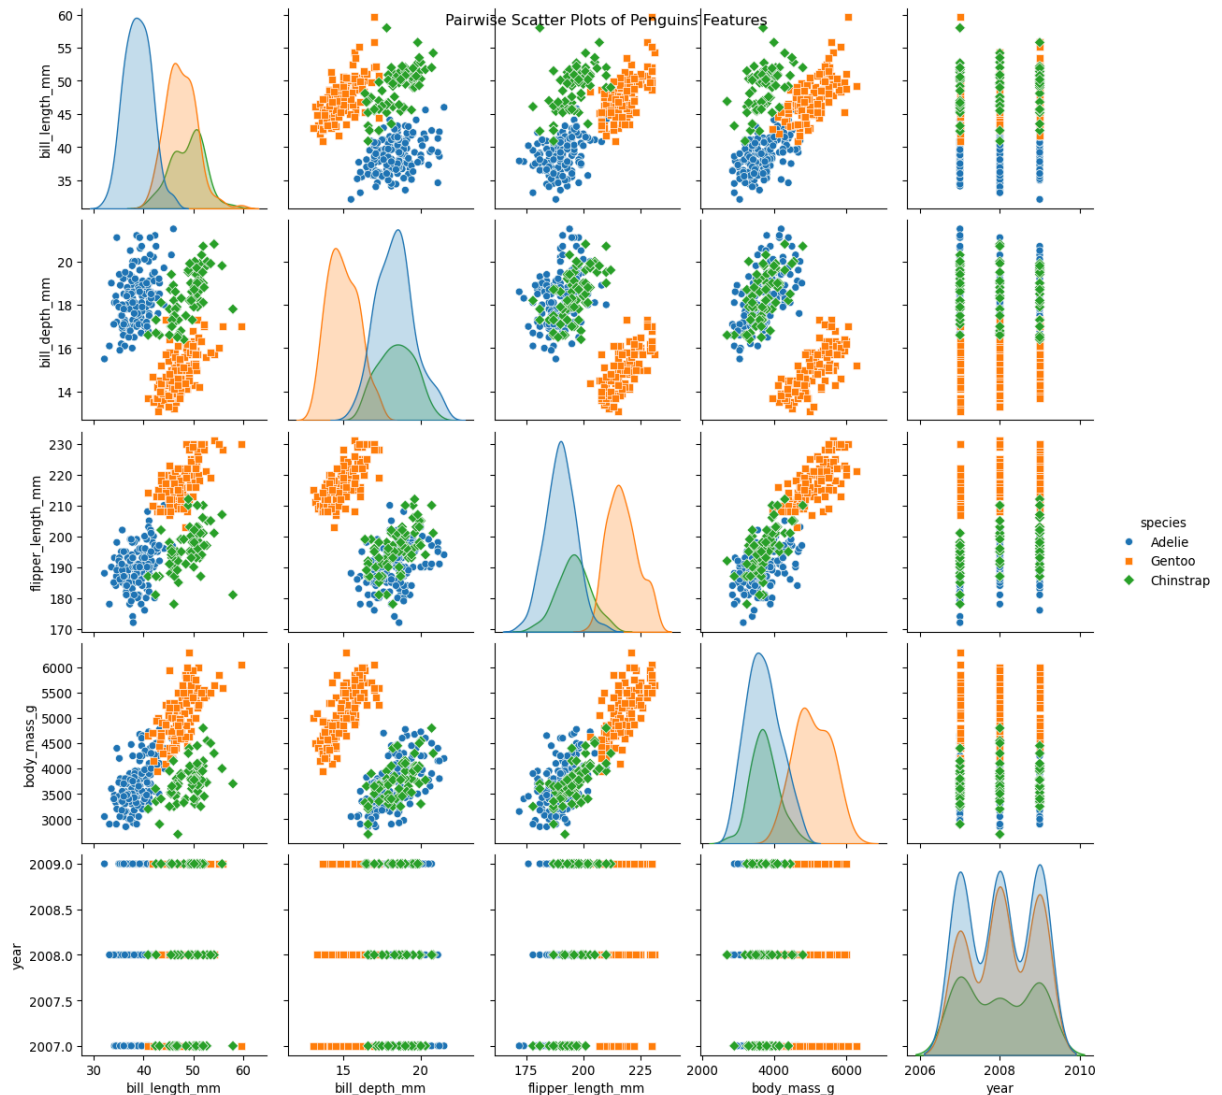 Pairwise Scatter Plots of Penguins Features
60
55
50
45
40
35
bill_length_mm
20
18
16
14
bill_depth_mm
230
220
210
200
190
180
170
flipper_length_mm
species
Adelie
Gentoo
Chinstrap
6000
5500
5000
4500
4000
3500
3000
body_mass_g
2009.0
2008.5
2008.0
2007.5
2007.0
year
30 40 50 60
bill_length_mm
15 20
bill_depth_mm
175 200 225
flipper_length_mm
2000 4000 6000
body_mass_g
2006 2008 2010
year